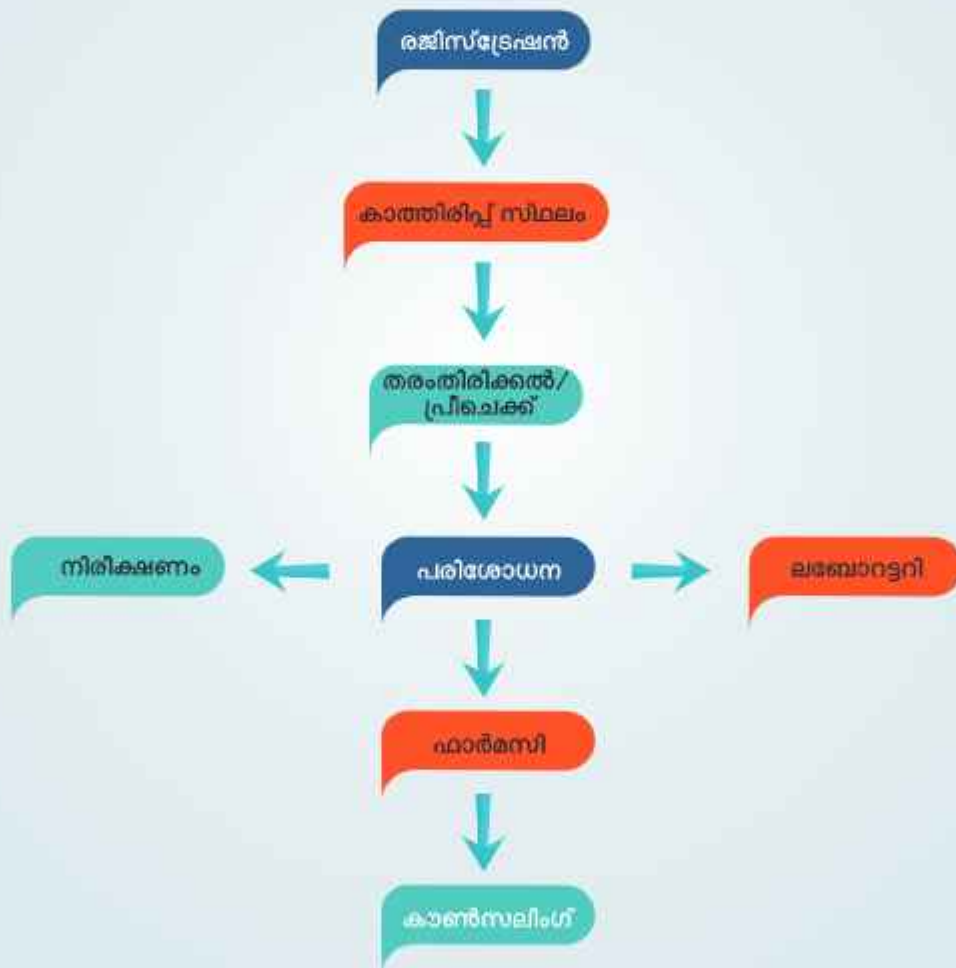 രജിസ്ട്രേഷൻ
കാത്തിരിപ്പ് സ്ഥലം
തരംതിരിക്കൽ/
പ്രീചെക്ക്
നിരീക്ഷണം
പരിശോധന
ലബോറട്ടറി
ഫാർമസി
കൗൺസലിംഗ്